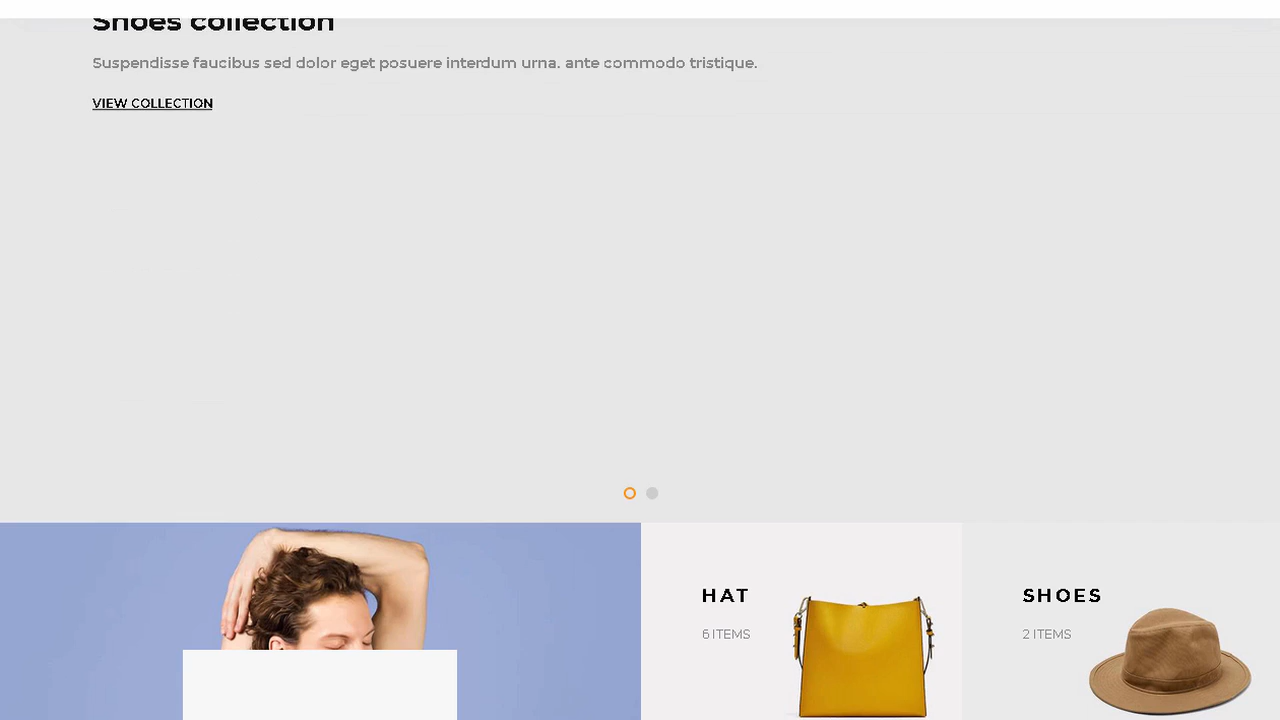 Shoes collection
Suspendisse faucibus sed dolor eget posuere interdum urna. ante commodo tristique.
VIEW COLLECTION
HAT
6 ITEMS
SHOES
2 ITEMS